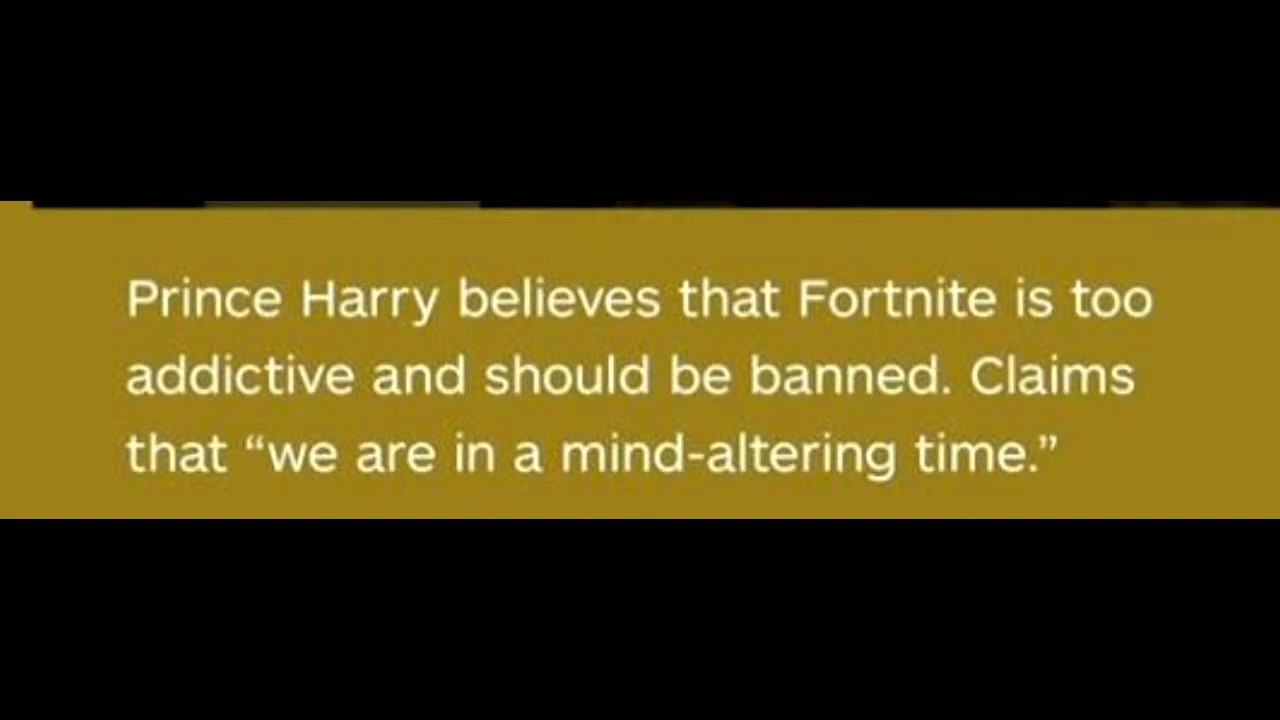 Prince Harry believes that Fortnite is too
addictive and should be banned. Claims
that “we are in a mind-altering time.”